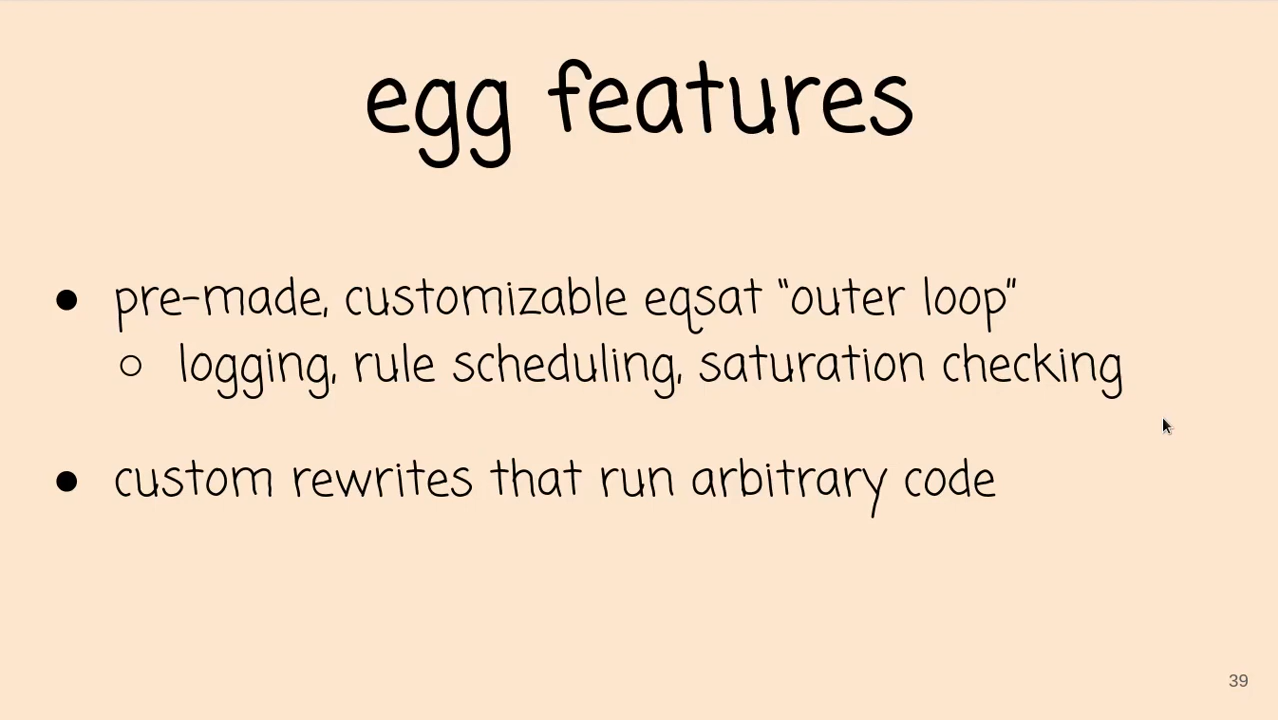 egg features
● pre-made, customizable eqsat “outer loop”
○ logging, rule scheduling, saturation checking
● custom rewrites that run arbitrary code
39